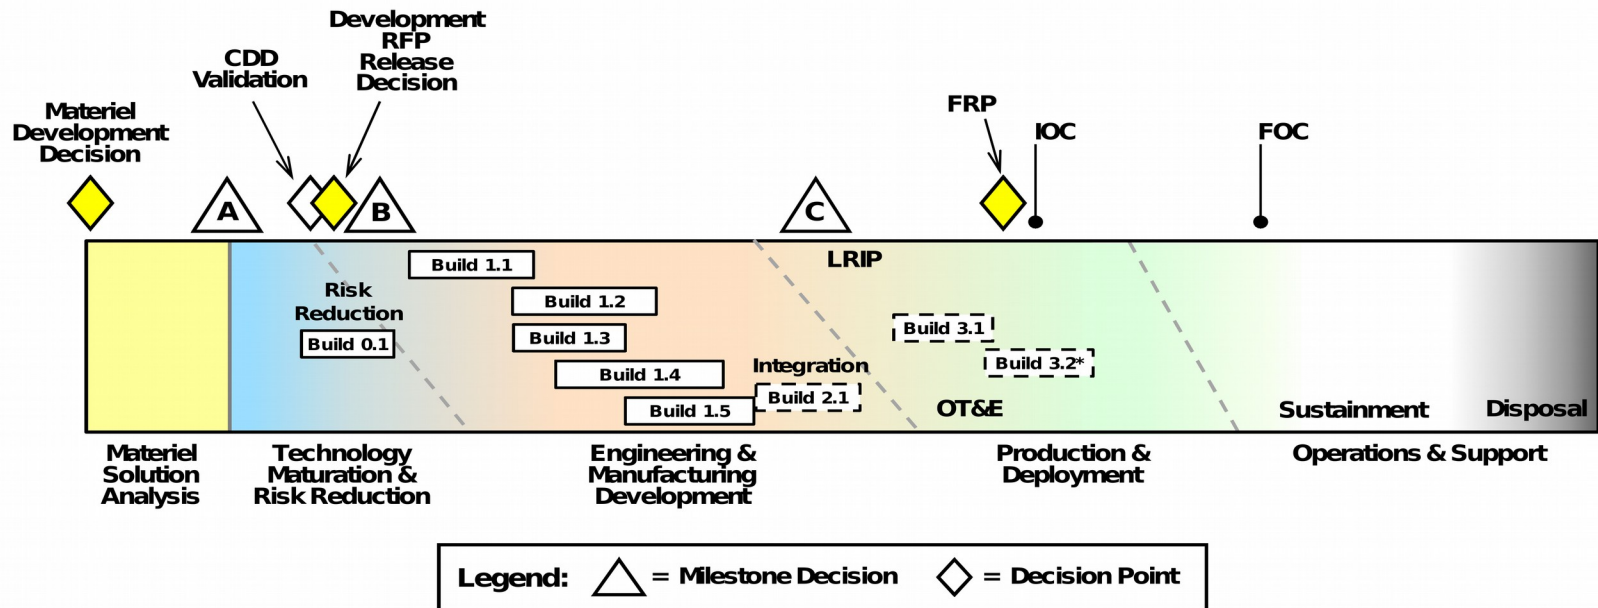 Development
RFP
Release
Decision
CDD
Validation
Materiel
Development
Decision
FRP
IOC
FOC
A
B
C
LRIP
Build 1.1
Risk
Reduction
Build 0.1
Build 1.2
Build 1.3
Build 1.4
Build 1.5
Integration
Build 2.1
Build 3.1
Build 3.2*
OT&E
Sustainment
Disposal
Materiel
Solution
Analysis
Technology
Maturation &
Risk Reduction
Engineering &
Manufacturing
Development
Production &
Deployment
Operations & Support
Legend: = Milestone Decision = Decision Point